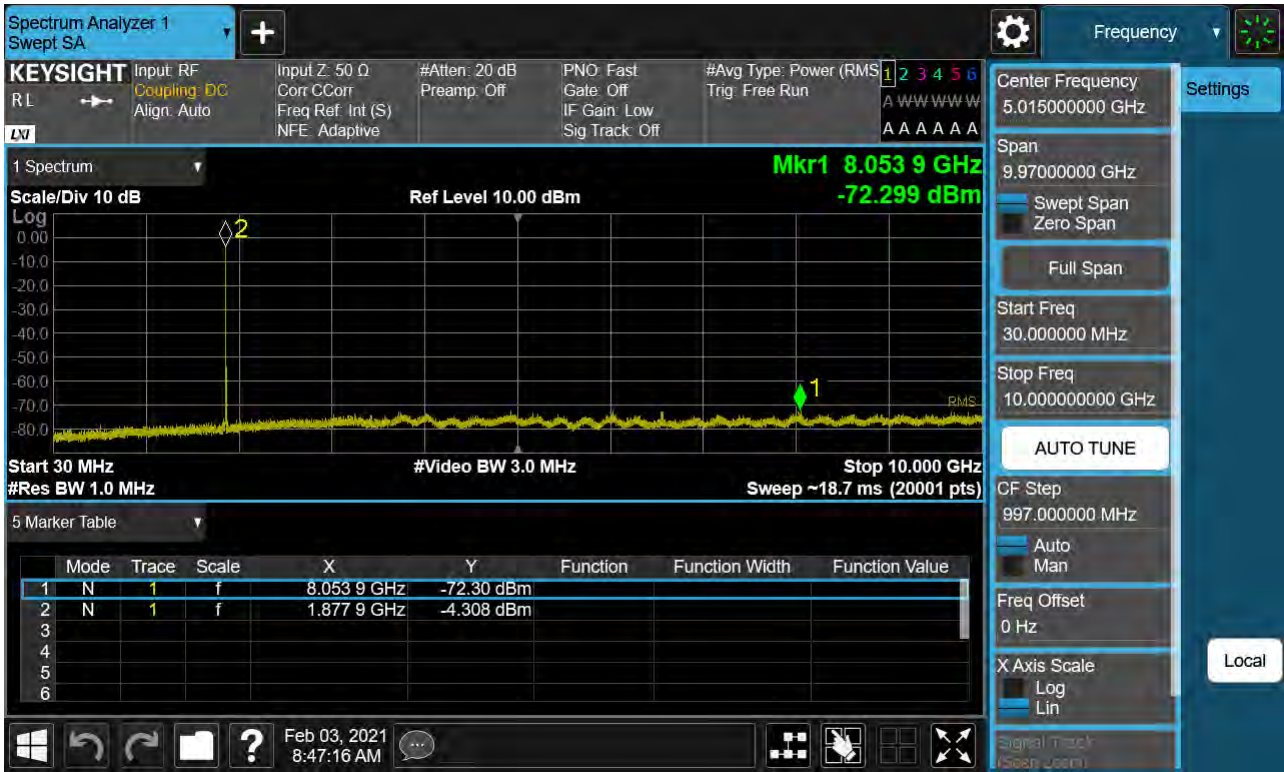 Spectrum Analyzer 1
Swept SA
+
Frequency
KEYSIGHT
RL
LXI
Input: RF
Coupling: DC
Align: Auto
Input Z: 50 Ω
Corr CCorr
Freq Ref: Int (S)
NFE: Adaptive
#Atten: 20 dB
Preamp: Off
PNO: Fast
Gate: Off
IF Gain: Low
Sig Track: Off
#Avg Type: Power (RMS
Trig: Free Run
1 2 3 4 5 6
A W W W W W
A A A A A A
1 Spectrum
Mkr1 8.053 9 GHz
-72.299 dBm
Scale/Div 10 dB
Ref Level 10.00 dBm
Log
0.00
-10.0
-20.0
-30.0
-40.0
-50.0
-60.0
-70.0
-80.0
2
1
RMS
Start 30 MHz
#Video BW 3.0 MHz
Stop 10.000 GHz
#Res BW 1.0 MHz
Sweep ~18.7 ms (20001 pts)
5 Marker Table
Mode Trace Scale X Y Function Function Width Function Value
1 N 1 f 8.053 9 GHz -72.30 dBm
2 N 1 f 1.877 9 GHz -4.308 dBm
3
4
5
6
?
Feb 03, 2021
8:47:16 AM
Center Frequency
5.015000000 GHz
Span
9.97000000 GHz
Swept Span
Zero Span
Full Span
Start Freq
30.000000 MHz
Stop Freq
10.000000000 GHz
AUTO TUNE
CF Step
997.000000 MHz
Auto
Man
Freq Offset
0 Hz
X Axis Scale
Log
Lin
Signal Track
(Span Zoom)
Settings
Local